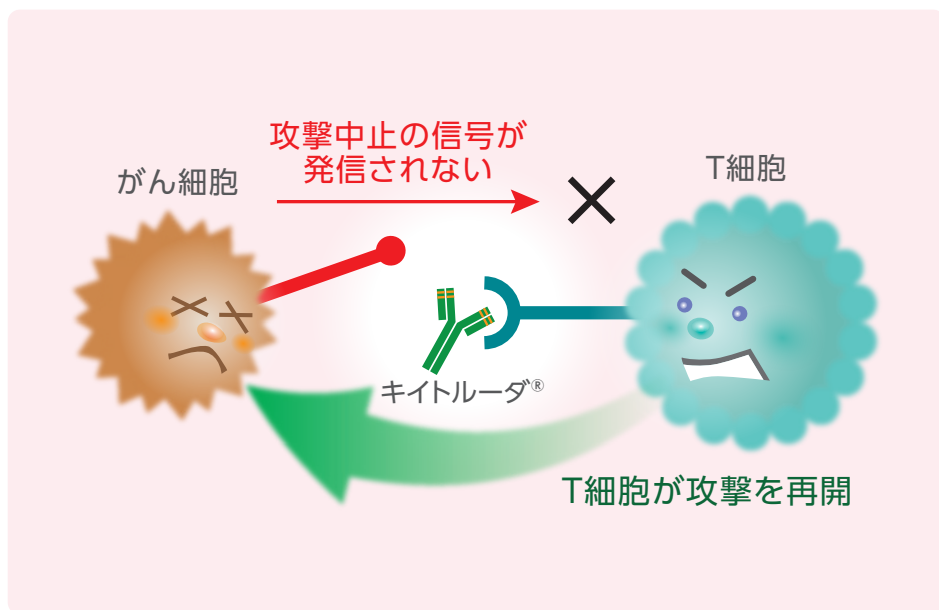 攻撃中止の信号が
発信されない
がん細胞
T細胞
キイトルーダ®
T細胞が攻撃を再開